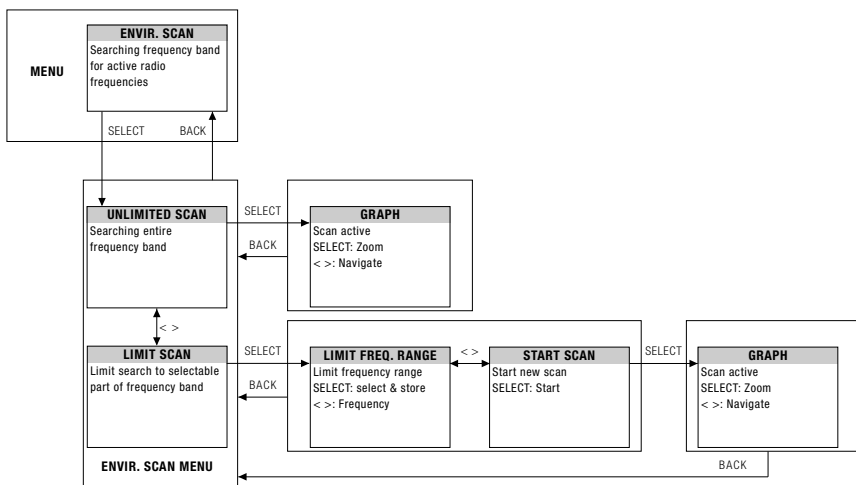 ENVIR. SCAN
Searching frequency band
for active radio
frequencies
MENU
SELECT
BACK
UNLIMITED SCAN
Searching entire
frequency band
SELECT
BACK
GRAPH
Scan active
SELECT: Zoom
< >: Navigate
< >
LIMIT SCAN
Limit search to selectable
part of frequency band
SELECT
BACK
LIMIT FREQ. RANGE
Limit frequency range
SELECT: select & store
< >: Frequency
< >
START SCAN
Start new scan
SELECT: Start
SELECT
GRAPH
Scan active
SELECT: Zoom
< >: Navigate
BACK
ENVIR. SCAN MENU